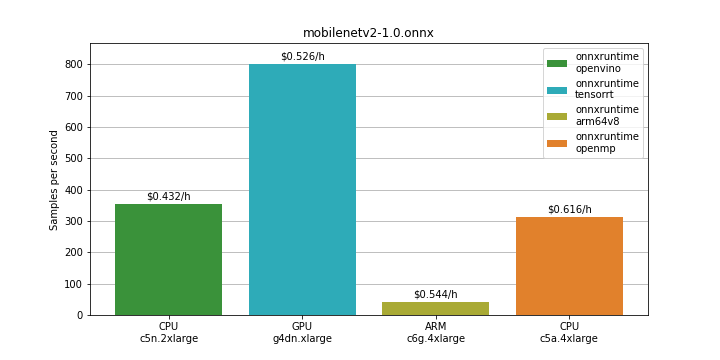 mobilenetv2-1.0.onnx
Samples per second
800
700
600
500
400
300
200
100
0
$0.432/h
$0.526/h
$0.544/h
$0.616/h
onnxruntime
openvino
onnxruntime
tensorrt
onnxruntime
arm64v8
onnxruntime
openmp
CPU
c5n.2xlarge
GPU
g4dn.xlarge
ARM
c6g.4xlarge
CPU
c5a.4xlarge